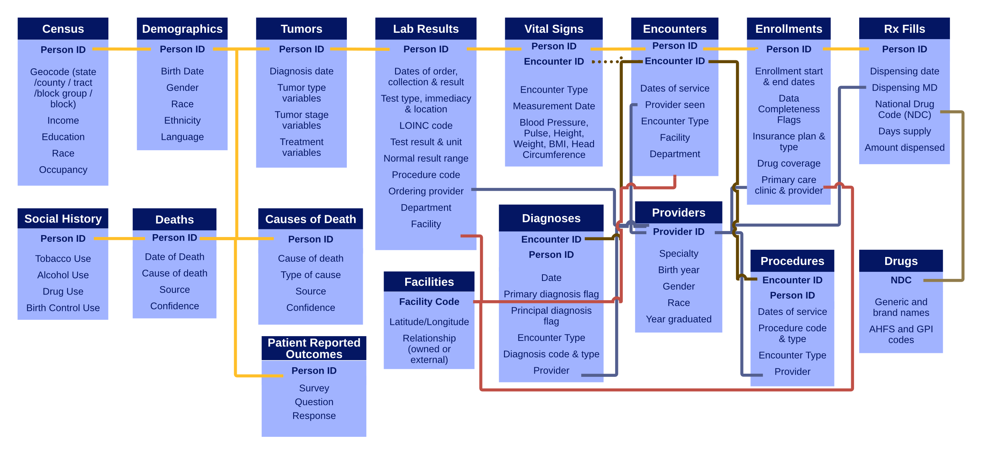 Census
Person ID
Geocode (state
/county / tract
/block group /
block)
Income
Education
Race
Occupancy
Demographics
Person ID
Birth Date
Gender
Race
Ethnicity
Language
Tumors
Person ID
Diagnosis date
Tumor type
variables
Tumor stage
variables
Treatment
variables
Lab Results
Person ID
Dates of order,
collection & result
Test type, immediacy
& location
LOINC code
Test result & unit
Normal result range
Procedure code
Ordering provider
Department
Facility
Vital Signs
Person ID
Encounter ID
Encounter Type
Measurement Date
Blood Pressure,
Pulse, Height,
Weight, BMI, Head
Circumference
Encounters
Person ID
Encounter ID
Dates of service
Provider seen
Encounter Type
Facility
Department
Enrollments
Person ID
Enrollment start
& end dates
Data
Completeness
Flags
Insurance plan &
type
Drug coverage
Primary care
clinic & provider
Rx Fills
Person ID
Dispensing date
Dispensing MD
National Drug
Code (NDC)
Days supply
Amount dispensed
Social History
Person ID
Tobacco Use
Alcohol Use
Drug Use
Birth Control Use
Deaths
Person ID
Date of Death
Cause of death
Source
Confidence
Causes of Death
Person ID
Cause of death
Type of cause
Source
Confidence
Patient Reported
Outcomes
Person ID
Survey
Question
Response
Facilities
Facility Code
Latitude/Longitude
Relationship
(owned or
external)
Diagnoses
Encounter ID
Person ID
Date
Primary diagnosis flag
Principal diagnosis
flag
Encounter Type
Diagnosis code & type
Provider
Providers
Provider ID
Specialty
Birth year
Gender
Race
Year graduated
Procedures
Encounter ID
Person ID
Dates of service
Procedure code
& type
Encounter Type
Provider
Drugs
NDC
Generic and
brand names
AHFS and GPI
codes